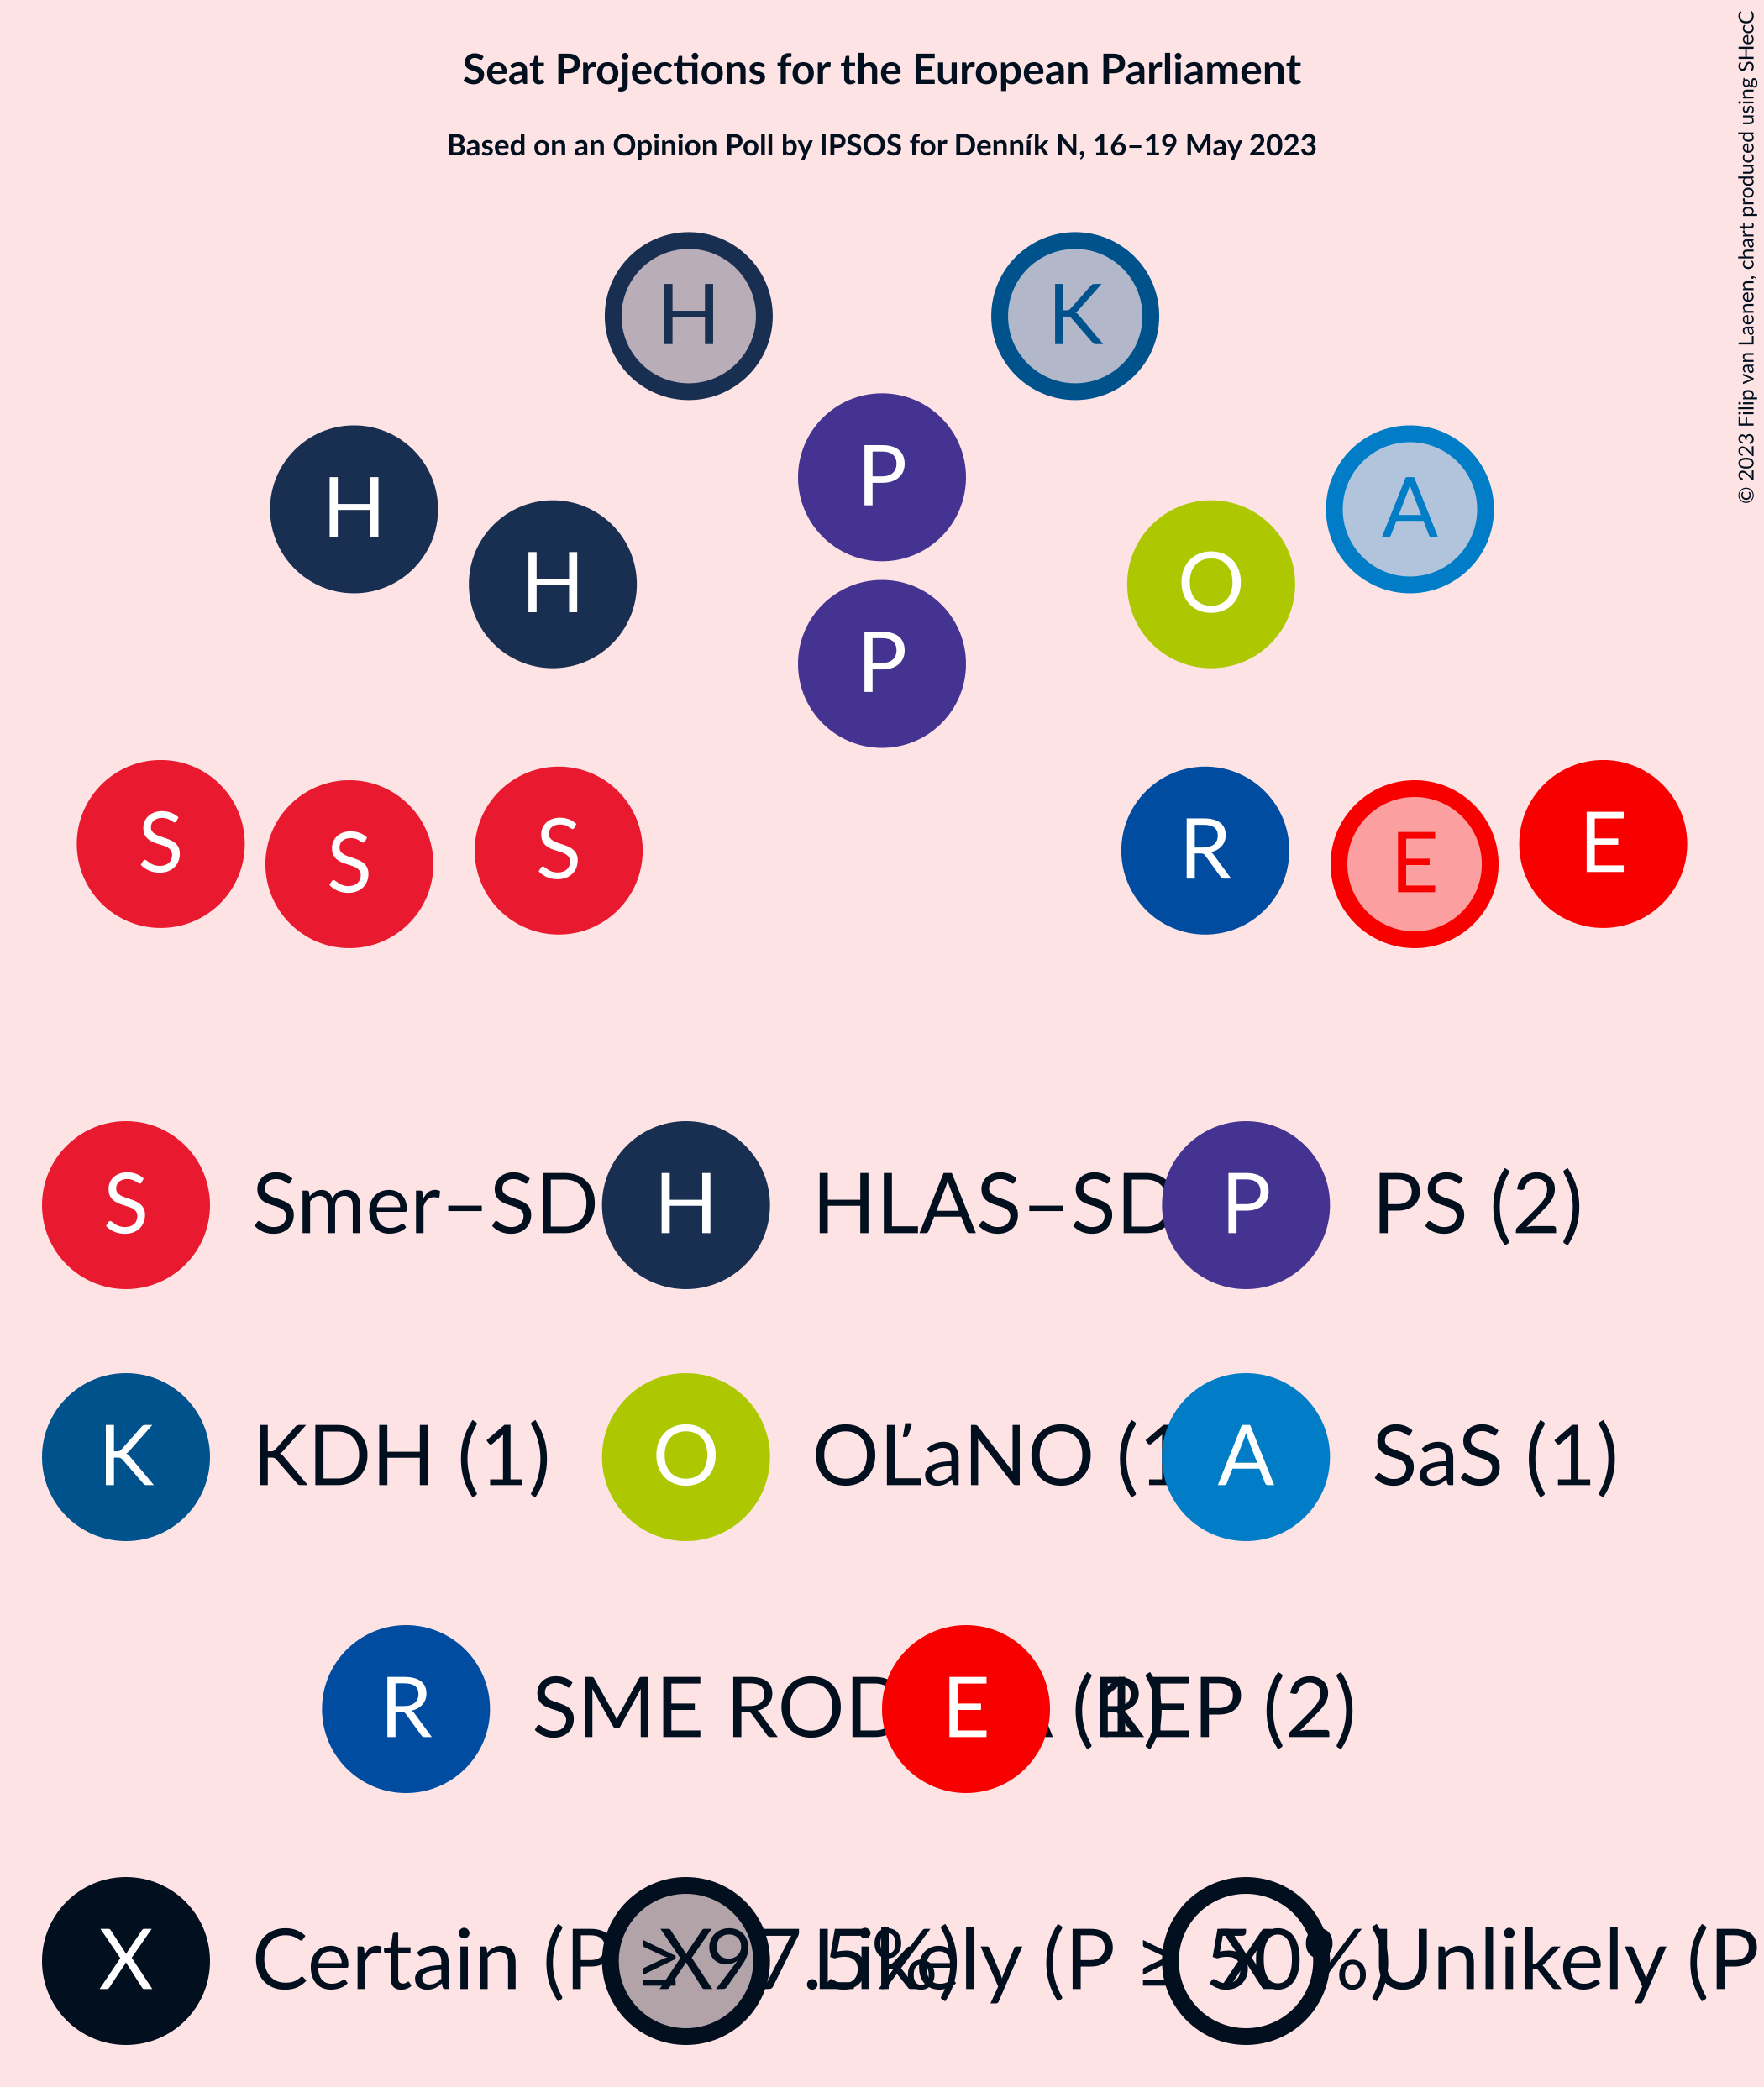 Seat Projections for the European Parliament
Based on an Opinion Poll by IPSOS for Denník N, 16–19 May 2023
© 2023 Filip van Laenen, chart produced using SHecC
H K
H P A
H O
P
S S S R E E
S Smer–SD H HLAS–SD P PS (2)
K KDH (1) O OĽaNO (1 A SaS (1)
R SME E REP (2)
X Certain (P ≥ 97.5%) X Likely (P ≥ 50%) X Unlikely (P